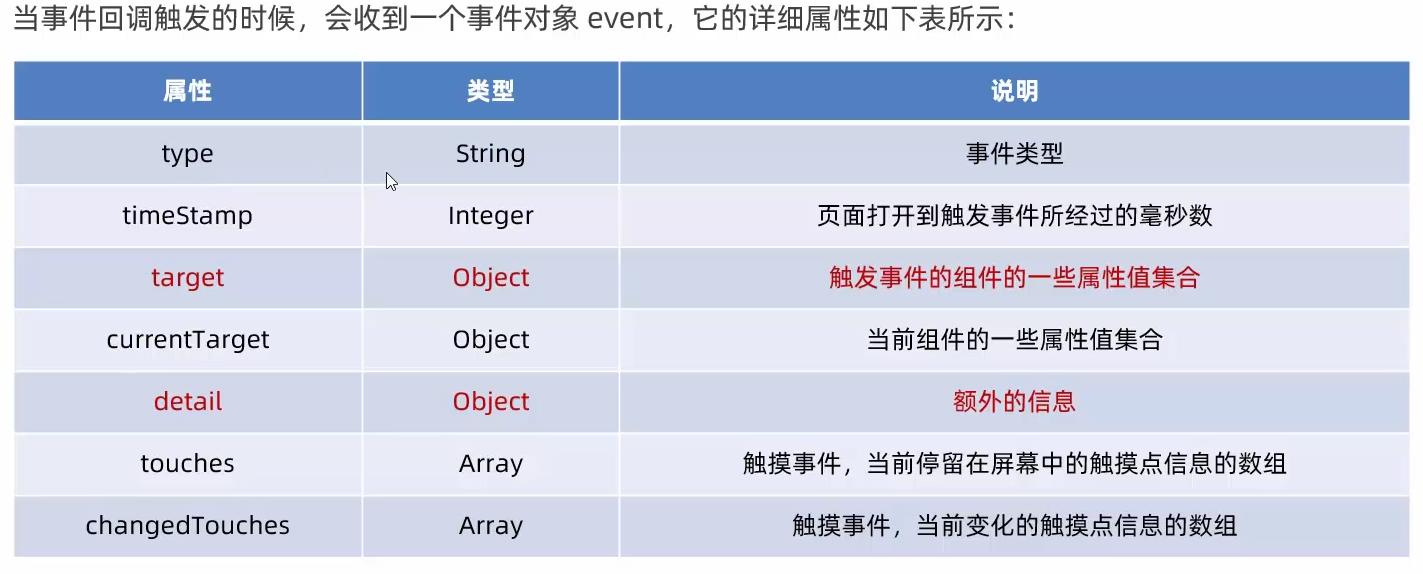 当事件回调触发的时候，会收到一个事件对象 event，它的详细属性如下表所示：
属性 类型 说明
type String 事件类型
timeStamp Integer 页面打开到触发事件所经过的毫秒数
target Object 触发事件的组件的一些属性值集合
currentTarget Object 当前组件的一些属性值集合
detail Object 额外的信息
touches Array 触摸事件，当前停留在屏幕中的触摸点信息的数组
changedTouches Array 触摸事件，当前变化的触摸点信息的数组